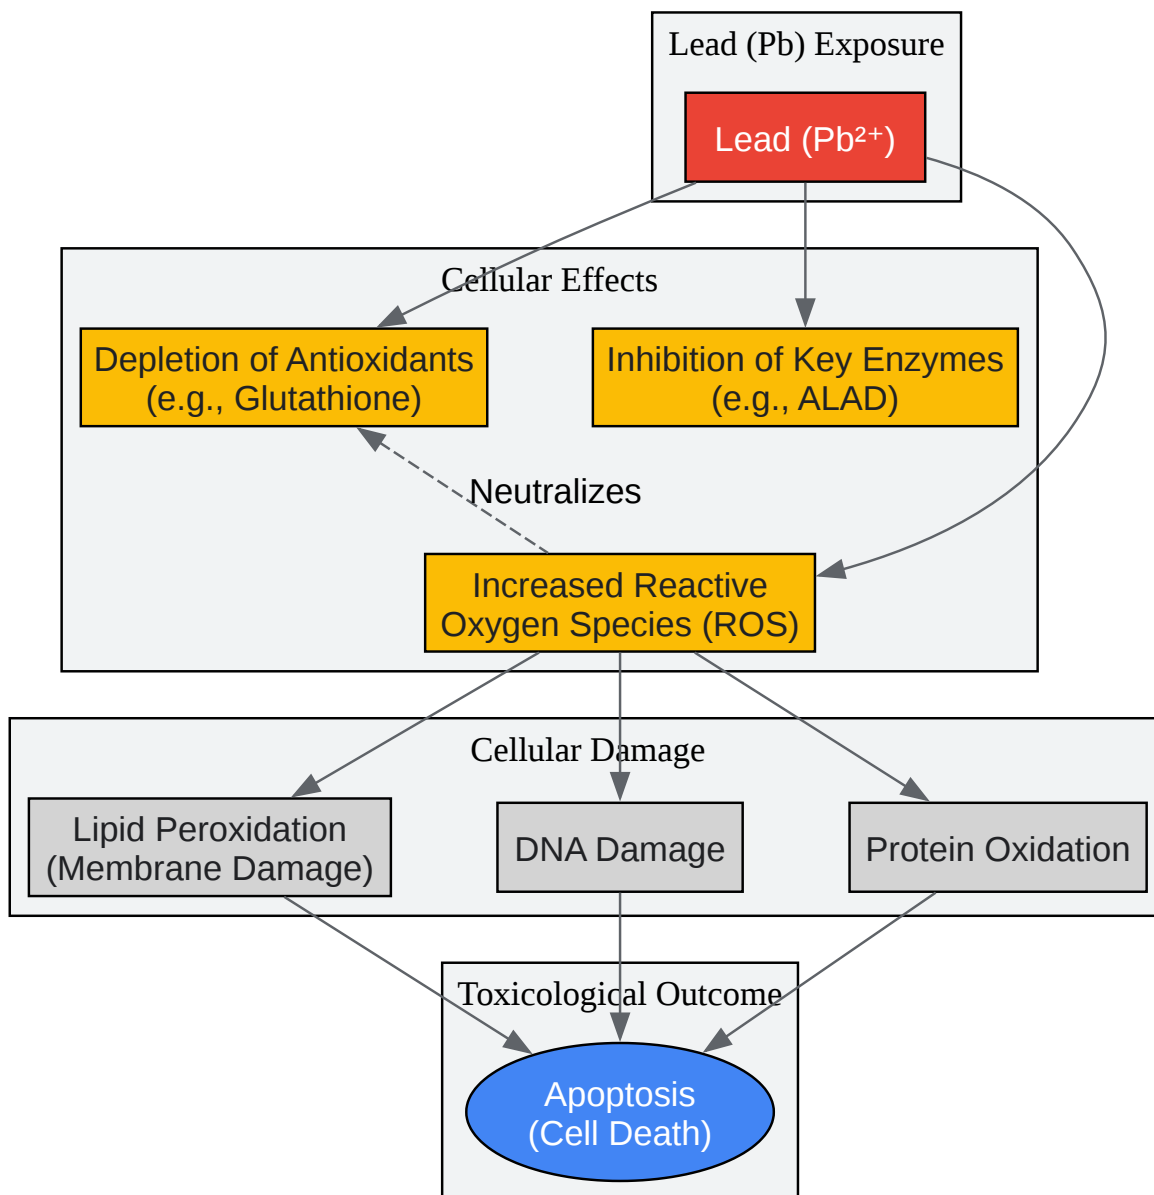 Lead (Pb) Exposure
Lead (Pb²⁺)
Cellular Effects
Depletion of Antioxidants
(e.g., Glutathione)
Inhibition of Key Enzymes
(e.g., ALAD)
Neutralizes
Increased Reactive
Oxygen Species (ROS)
Cellular Damage
Lipid Peroxidation
(Membrane Damage)
DNA Damage
Protein Oxidation
Toxicological Outcome
Apoptosis
(Cell Death)